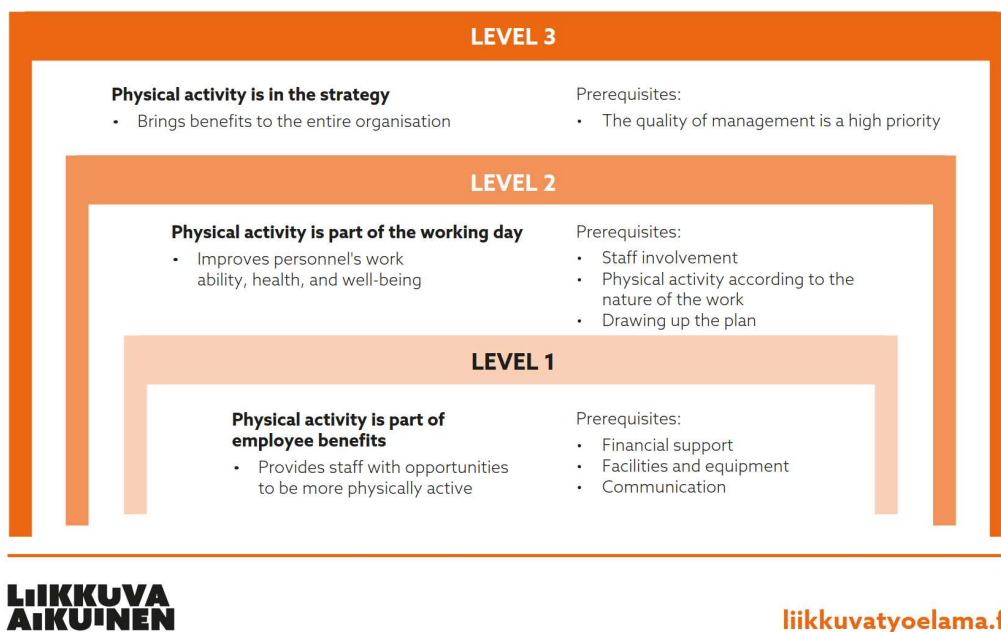 LEVEL 3
Physical activity is in the strategy
• Brings benefits to the entire organisation
Prerequisites:
• The quality of management is a high priority
LEVEL 2
Physical activity is part of the working day
• Improves personnel's work
ability, health, and well-being
Prerequisites:
• Staff involvement
• Physical activity according to the
nature of the work
• Drawing up the plan
LEVEL 1
Physical activity is part of
employee benefits
• Provides staff with opportunities
to be more physically active
Prerequisites:
• Financial support
• Facilities and equipment
• Communication
LIIKKUVA
AIKUINEN
liikkuvatyoelama.f